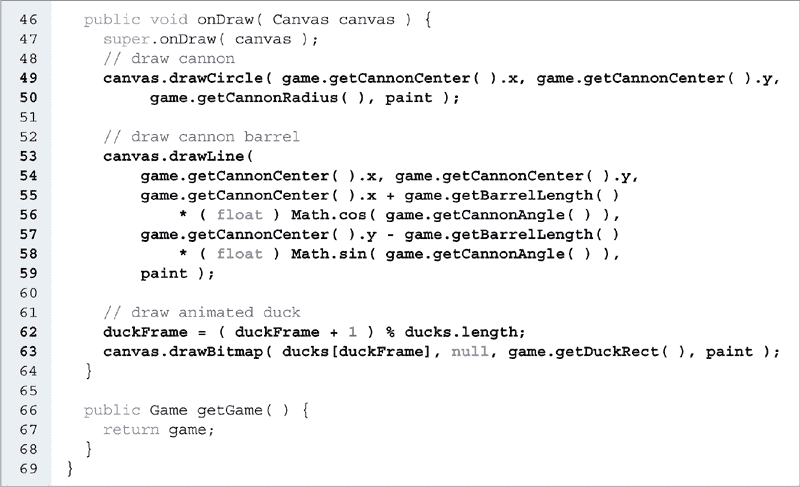 46 public void onDraw( Canvas canvas ) {
47 super.onDraw( canvas );
48 // draw cannon
49 canvas.drawCircle( game.getCannonCenter( ).x, game.getCannonCenter( ).y,
50 game.getCannonRadius( ), paint );
51
52 // draw cannon barrel
53 canvas.drawLine(
54 game.getCannonCenter( ).x, game.getCannonCenter( ).y,
55 game.getCannonCenter( ).x + game.getBarrelLength( )
56 * ( float ) Math.cos( game.getCannonAngle( ) ),
57 game.getCannonCenter( ).y - game.getBarrelLength( )
58 * ( float ) Math.sin( game.getCannonAngle( ) ),
59 paint );
60
61 // draw animated duck
62 duckFrame = ( duckFrame + 1 ) % ducks.length;
63 canvas.drawBitmap( ducks[duckFrame], null, game.getDuckRect( ), paint );
64 }
65
66 public Game getGame( ) {
67 return game;
68 }
69 }